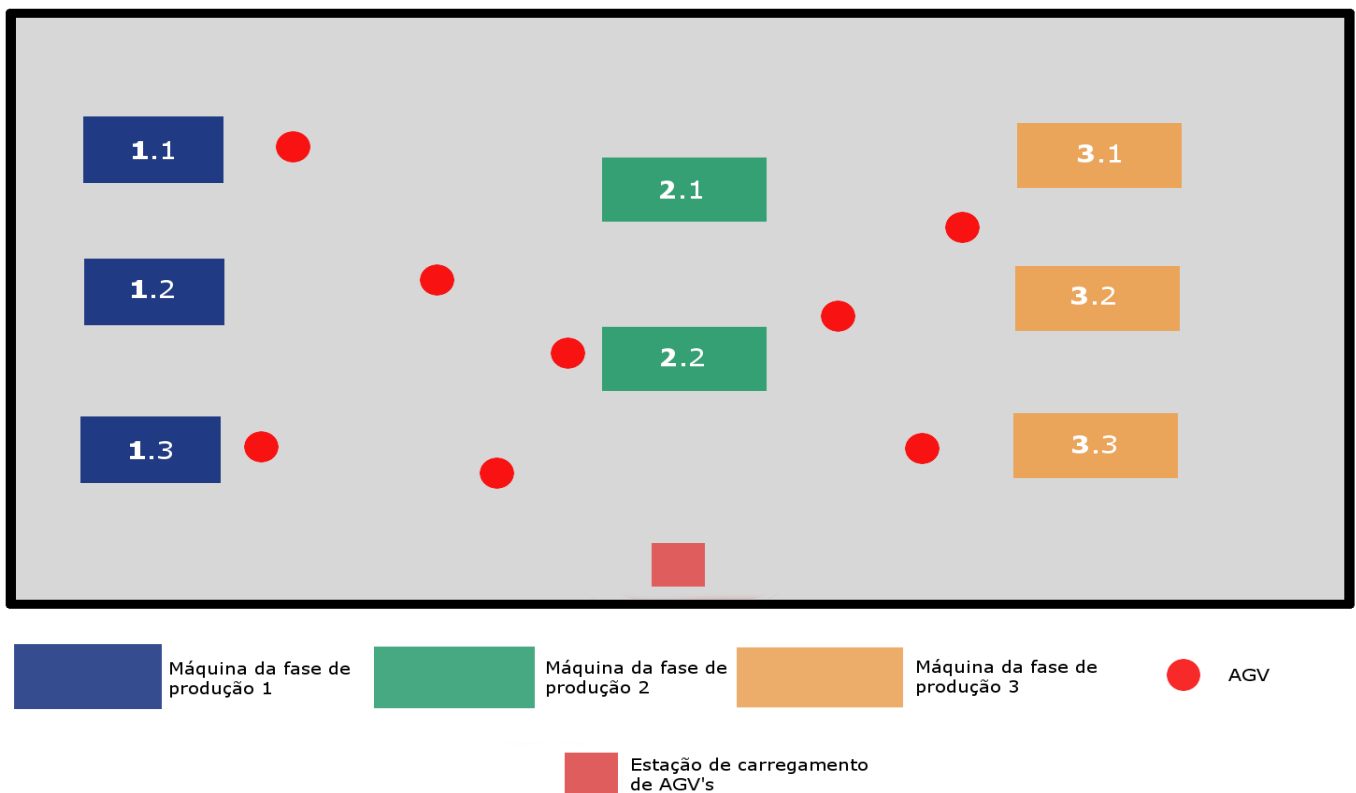 1.1
2.1
3.1
1.2
3.2
2.2
1.3
3.3
Máquina da fase de
produção 1
Máquina da fase de
produção 2
Máquina da fase de
produção 3
AGV
Estação de carregamento
de AGV's